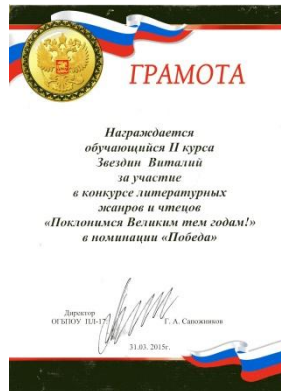 ГРАМОТА
Награждается
обучающийся II курса
Звездин Виталий
за участие
в конкурсе литературных
жанров и чтецов
«Поклонимся Великим тем годам!»
в номинации «Победа»
Директор
ОГБПОУ ПЛ-17
Г. А. Сапожников
31.03. 2015г.